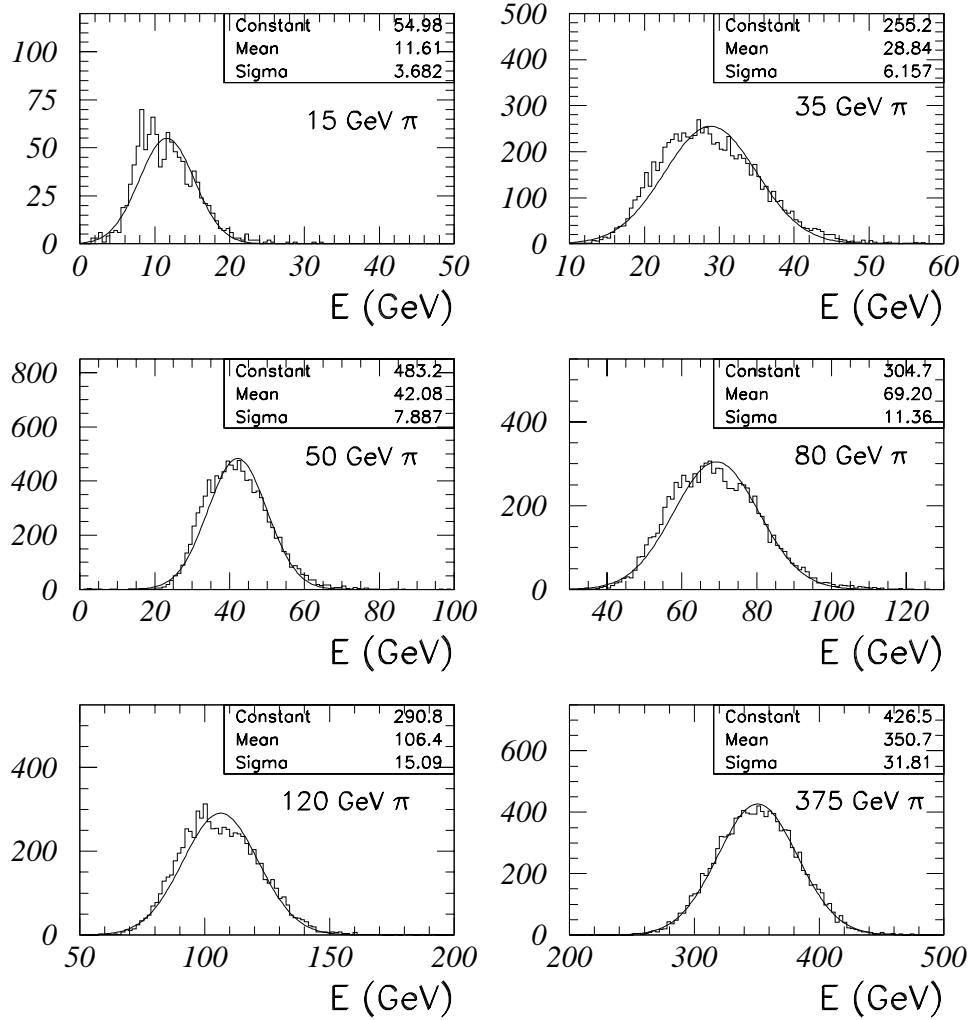 Constant 54.98
Mean 11.61
Sigma 3.682
15 GeV π
100
75
50
25
0
0 10 20 30 40 50
E (GeV)
Constant 255.2
Mean 28.84
Sigma 6.157
35 GeV π
500
400
300
200
100
0
10 20 30 40 50 60
E (GeV)
Constant 483.2
Mean 42.08
Sigma 7.887
50 GeV π
800
600
400
200
0
0 20 40 60 80 100
E (GeV)
Constant 304.7
Mean 69.20
Sigma 11.36
80 GeV π
400
200
0
40 60 80 100 120
E (GeV)
Constant 290.8
Mean 106.4
Sigma 15.09
120 GeV π
400
200
0
50 100 150 200
E (GeV)
Constant 426.5
Mean 350.7
Sigma 31.81
375 GeV π
600
400
200
0
200 300 400 500
E (GeV)